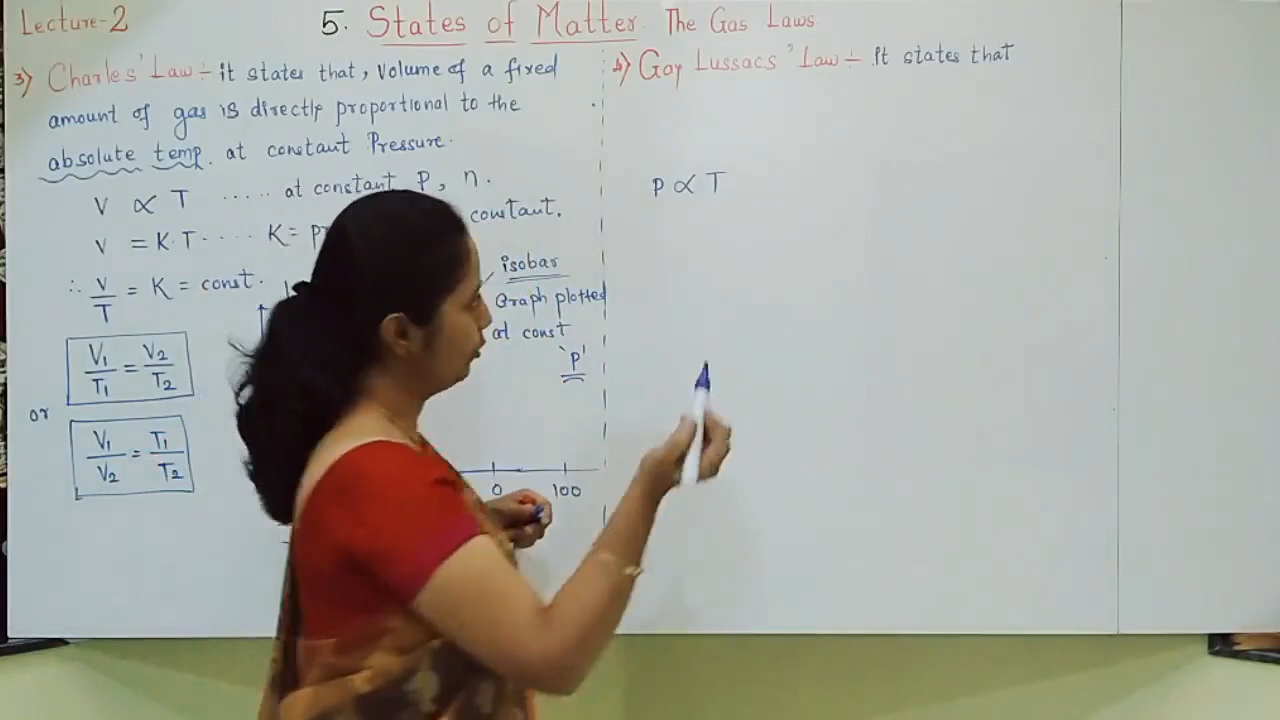 Lecture-2
5. States of Matter. The Gas Laws
3) Charles' Law ÷ it states that, Volume of a fixed
amount of gas is directly proportional to the
absolute temp. at constant Pressure.
V ∝ T ..... at constant P, n.
V = K.T ..... K = constant.
∴ V/T = K = const.
V1/T1 = V2/T2
or
V1/V2 = T1/T2
isobar
Graph plotted
at const
'P'
0 100
4) Gay Lussacs' Law ÷ It states that
P ∝ T